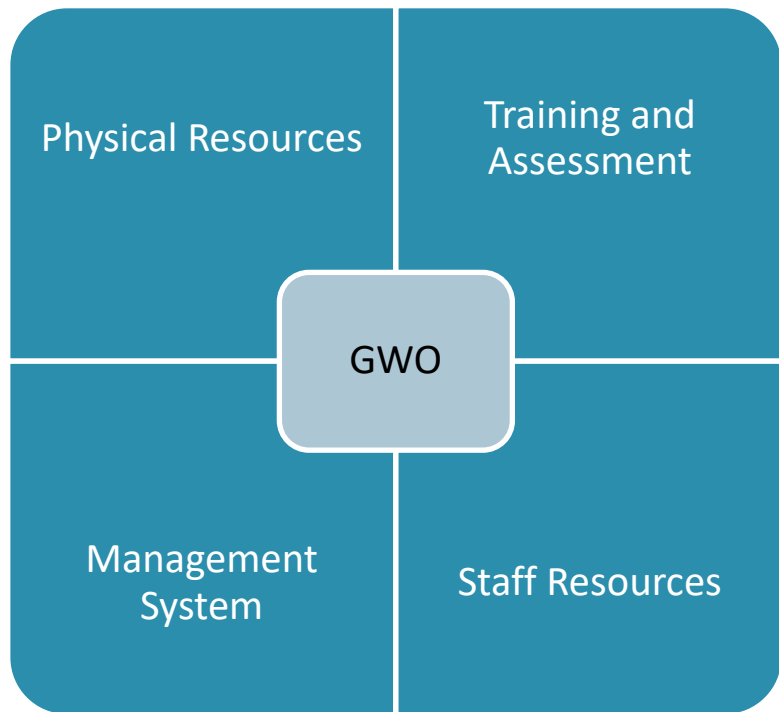 Physical Resources
Training and
Assessment
GWO
Management
System
Staff Resources